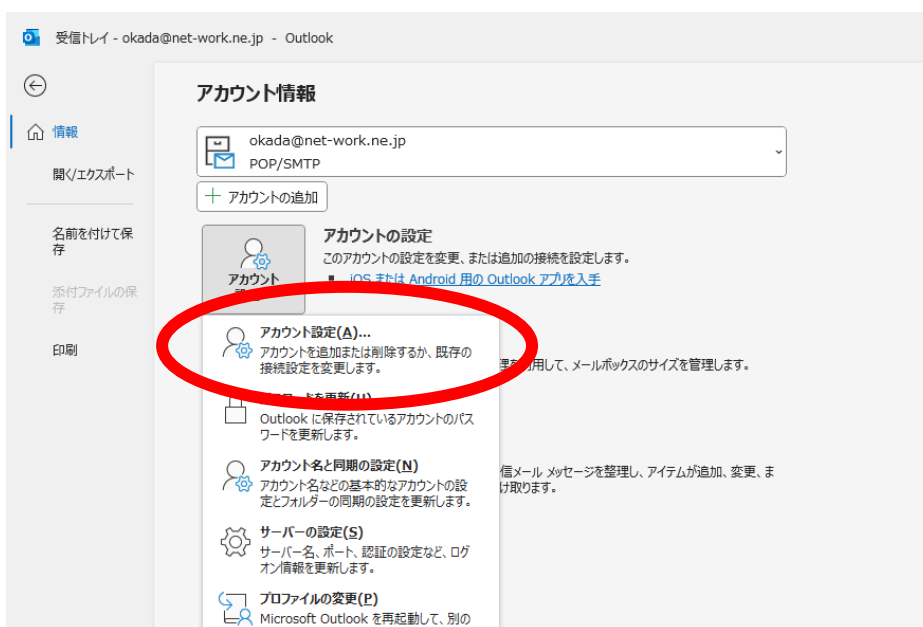 受信トレイ - okada@net-work.ne.jp - Outlook
アカウント情報
情報
開く/エクスポート
名前を付けて保
存
添付ファイルの保
存
印刷
okada@net-work.ne.jp
POP/SMTP
アカウントの追加
アカウント
アカウントの設定
このアカウントの設定を変更、または追加の接続を設定します。
iOS または Android 用の Outlook アプリを入手
アカウント設定(A)...
アカウントを追加または削除するか、既存の
接続設定を変更します。
用して、メールボックスのサイズを管理します。
を更新(U)
Outlook に保存されているアカウントのパス
ワードを更新します。
アカウント名と同期の設定(N)
アカウント名などの基本的なアカウントの設
定とフォルダーの同期の設定を更新します。
信メール メッセージを整理し、アイテムが追加、変更、ま
け取ります。
サーバーの設定(S)
サーバー名、ポート、認証の設定など、ログ
オン情報を更新します。
プロファイルの変更(P)
Microsoft Outlook を再起動して、別の